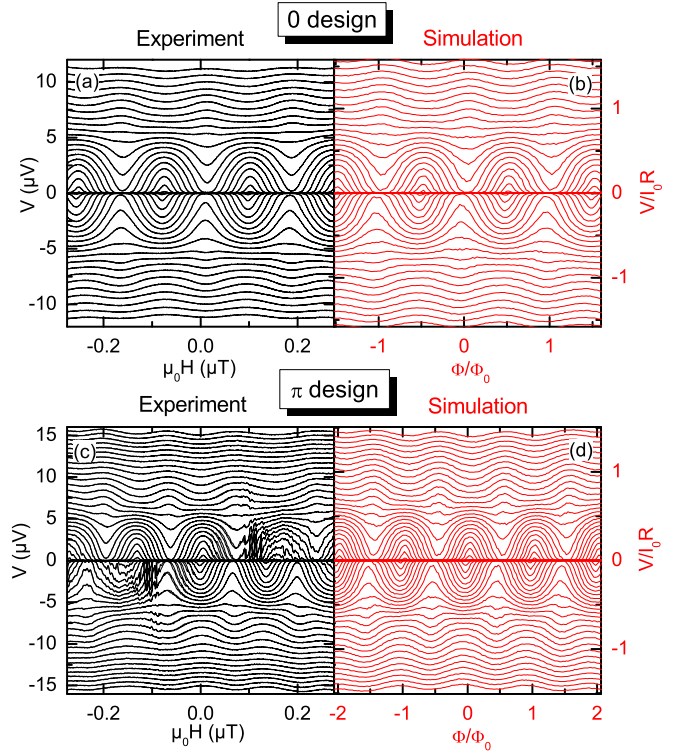 0 design
Experiment Simulation
(a) (b)
10
5
0
-5
-10
V (µV)
1
0
-1
V/I₀R
-0.2 0.0 0.2 -1 0 1
µ₀H (µT) Φ/Φ₀
π design
Experiment Simulation
(c) (d)
15
10
5
0
-5
-10
-15
V (µV)
1
0
-1
V/I₀R
-0.2 0.0 0.2 -2 -1 0 1 2
µ₀H (µT) Φ/Φ₀